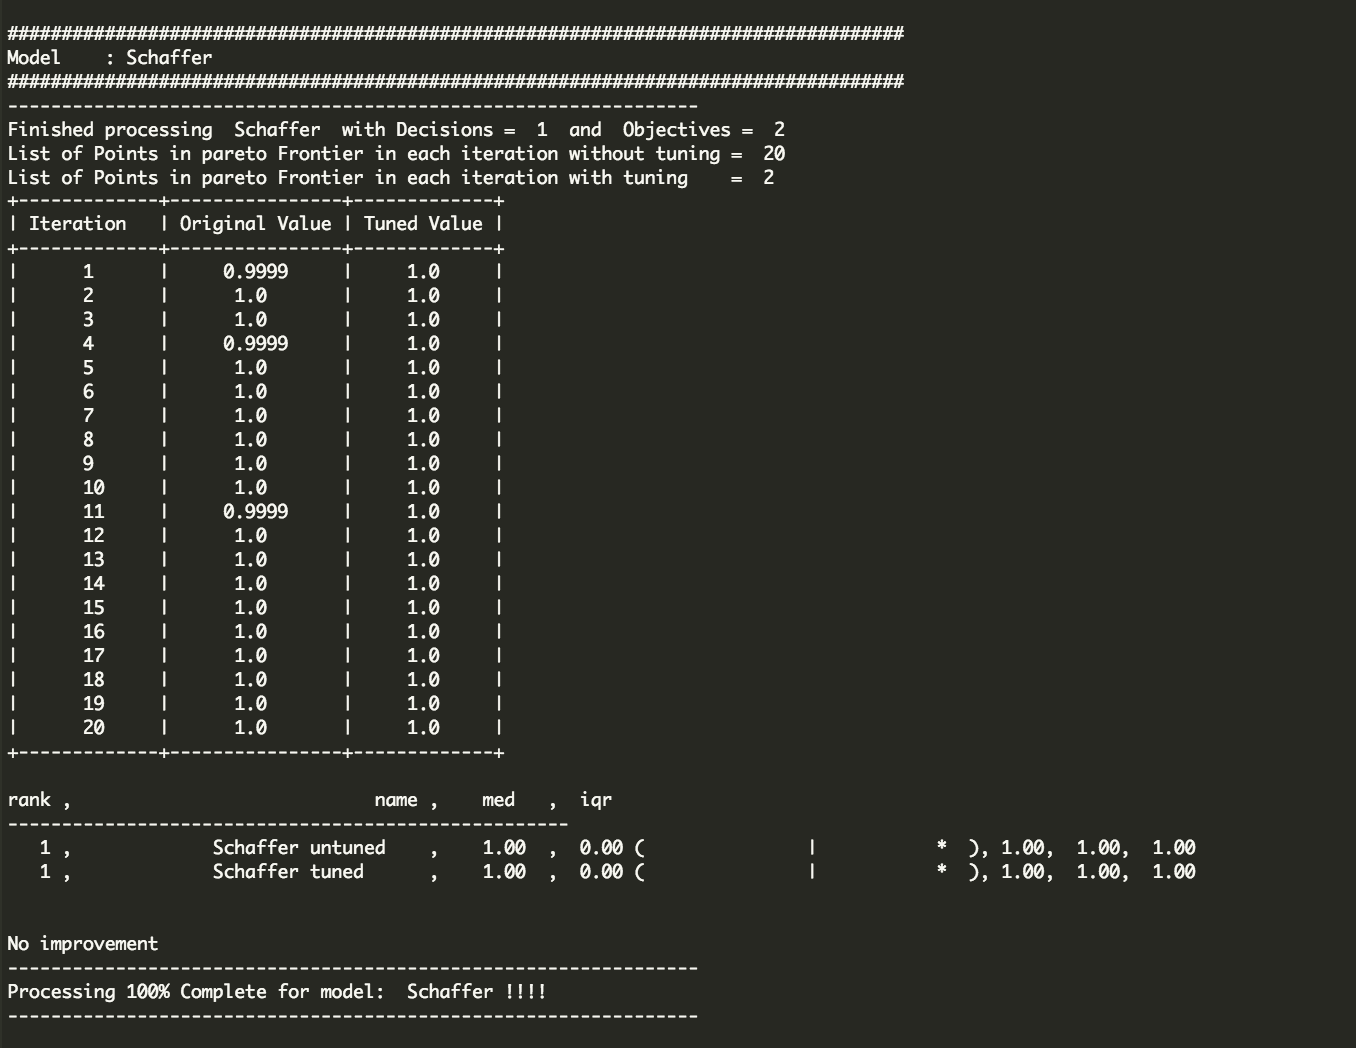 ###################################################################################
Model    : Schaffer
###################################################################################
----------------------------------------------------------------
Finished processing  Schaffer  with Decisions =  1  and  Objectives =  2
List of Points in pareto Frontier in each iteration without tuning =  20
List of Points in pareto Frontier in each iteration with tuning    =  2
+-------------+----------------+-------------+
| Iteration   | Original Value | Tuned Value |
+-------------+----------------+-------------+
|      1      |     0.9999     |     1.0     |
|      2      |      1.0       |     1.0     |
|      3      |      1.0       |     1.0     |
|      4      |     0.9999     |     1.0     |
|      5      |      1.0       |     1.0     |
|      6      |      1.0       |     1.0     |
|      7      |      1.0       |     1.0     |
|      8      |      1.0       |     1.0     |
|      9      |      1.0       |     1.0     |
|      10     |      1.0       |     1.0     |
|      11     |     0.9999     |     1.0     |
|      12     |      1.0       |     1.0     |
|      13     |      1.0       |     1.0     |
|      14     |      1.0       |     1.0     |
|      15     |      1.0       |     1.0     |
|      16     |      1.0       |     1.0     |
|      17     |      1.0       |     1.0     |
|      18     |      1.0       |     1.0     |
|      19     |      1.0       |     1.0     |
|      20     |      1.0       |     1.0     |
+-------------+----------------+-------------+
rank ,                            name ,    med   ,  iqr
----------------------------------------------------
   1 ,             Schaffer untuned    ,    1.00  ,  0.00 (               |           *  ), 1.00,  1.00,  1.00
   1 ,             Schaffer tuned      ,    1.00  ,  0.00 (               |           *  ), 1.00,  1.00,  1.00
No improvement
----------------------------------------------------------------
Processing 100% Complete for model:  Schaffer !!!!
----------------------------------------------------------------